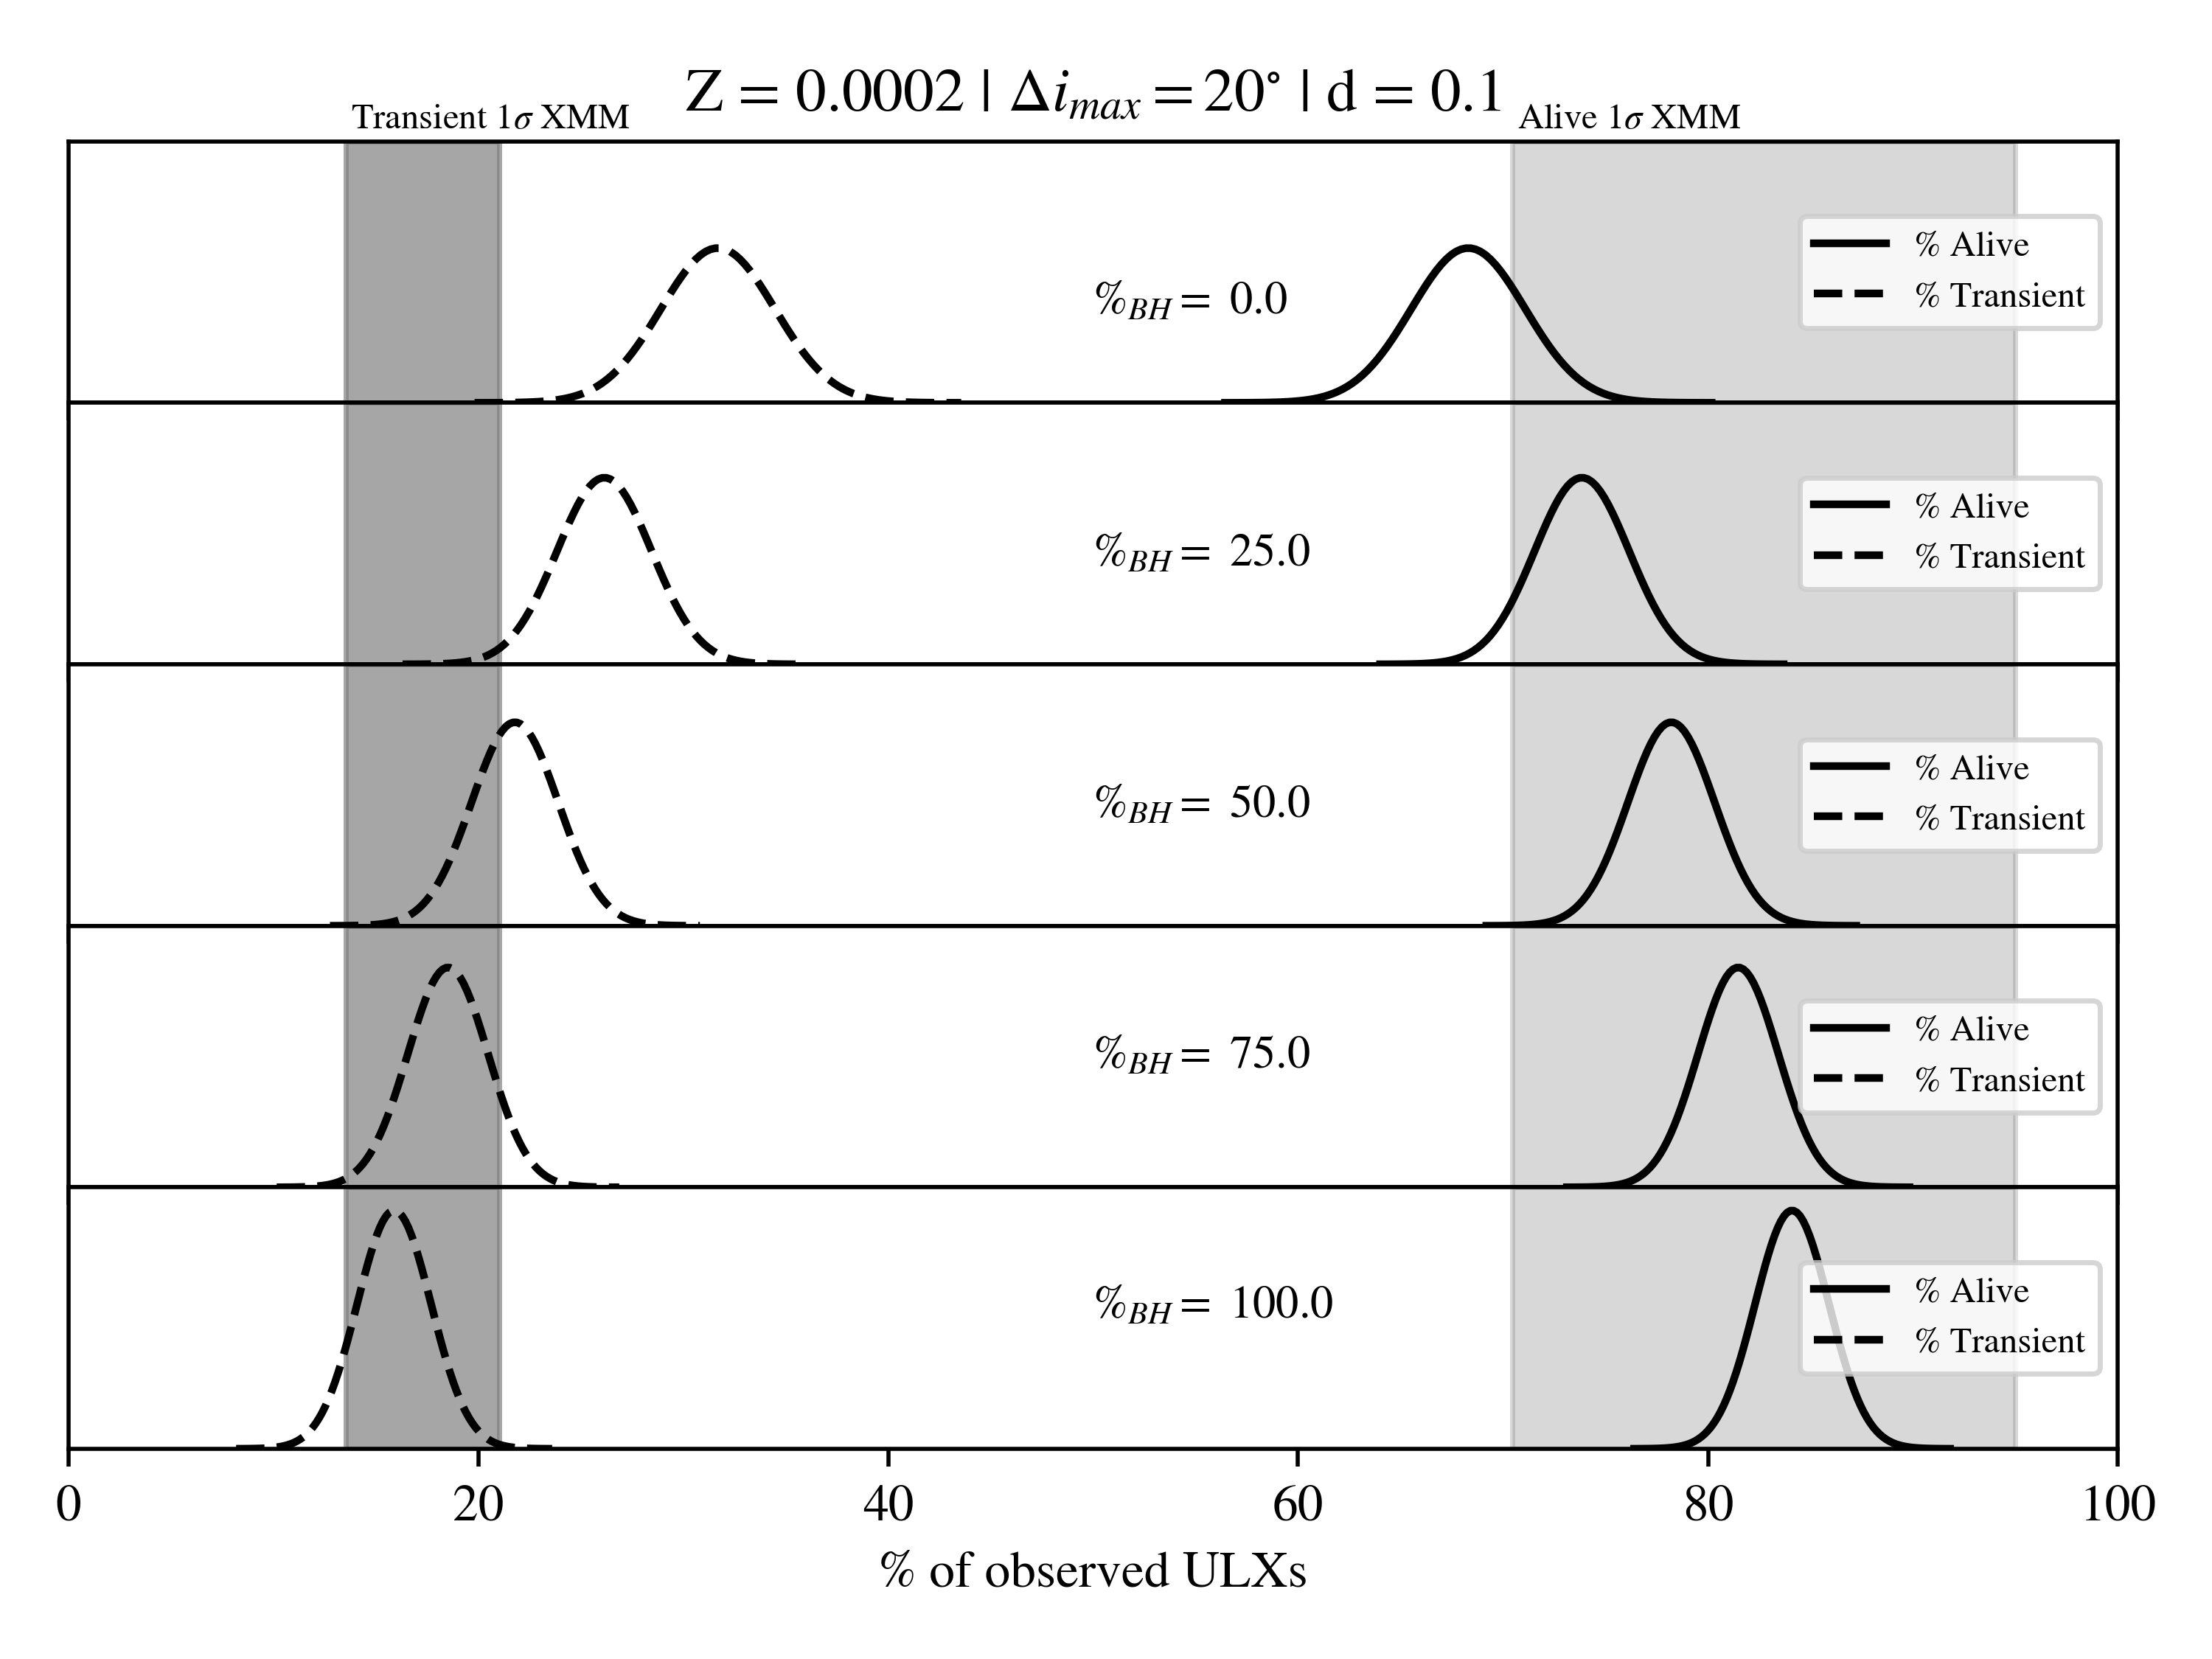 Z = 0.0002 | Δi_max = 20° | d = 0.1
Transient 1σ XMM
Alive 1σ XMM
%_BH = 0.0
% Alive
% Transient
%_BH = 25.0
% Alive
% Transient
%_BH = 50.0
% Alive
% Transient
%_BH = 75.0
% Alive
% Transient
%_BH = 100.0
% Alive
% Transient
0 20 40 60 80 100
% of observed ULXs